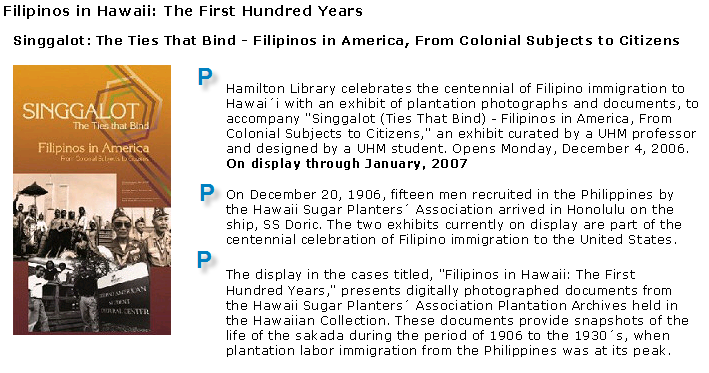 Filipinos in Hawaii: The First Hundred Years
Singgalot: The Ties That Bind - Filipinos in America, From Colonial Subjects to Citizens
SINGGALOT
The Ties that Bind
Filipinos in America
From Colonial Subjects to Citizens
P
Hamilton Library celebrates the centennial of Filipino immigration to
Hawai´i with an exhibit of plantation photographs and documents, to
accompany "Singgalot (Ties That Bind) - Filipinos in America, From
Colonial Subjects to Citizens," an exhibit curated by a UHM professor
and designed by a UHM student. Opens Monday, December 4, 2006.
On display through January, 2007
P
On December 20, 1906, fifteen men recruited in the Philippines by
the Hawaii Sugar Planters´ Association arrived in Honolulu on the
ship, SS Doric. The two exhibits currently on display are part of the
centennial celebration of Filipino immigration to the United States.
P
The display in the cases titled, "Filipinos in Hawaii: The First
Hundred Years," presents digitally photographed documents from
the Hawaii Sugar Planters´ Association Plantation Archives held in
the Hawaiian Collection. These documents provide snapshots of the
life of the sakada during the period of 1906 to the 1930´s, when
plantation labor immigration from the Philippines was at its peak.
AMERICAN
STUDENT
CULTURAL CENTER